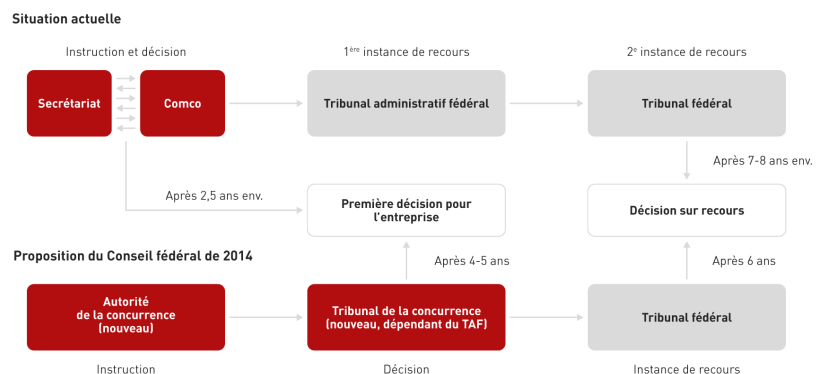 Situation actuelle
Instruction et décision
1ère instance de recours
2e instance de recours
Secrétariat
Comco
Tribunal administratif fédéral
Tribunal fédéral
Après 7-8 ans env.
Après 2,5 ans env.
Première décision pour
l'entreprise
Décision sur recours
Proposition du Conseil fédéral de 2014
Après 4-5 ans
Après 6 ans
Autorité
de la concurrence
(nouveau)
Tribunal de la concurrence
(nouveau, dépendant du TAF)
Tribunal fédéral
Instruction
Décision
Instance de recours